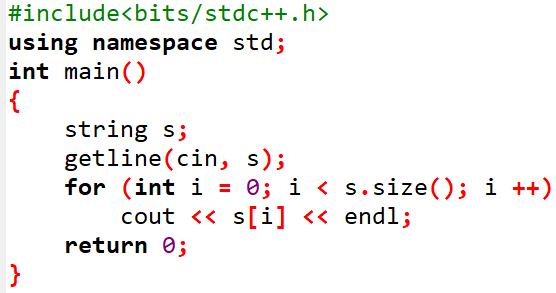 #include<bits/stdc++.h>
using namespace std;
int main()
{
    string s;
    getline(cin, s);
    for (int i = 0; i < s.size(); i ++)
        cout << s[i] << endl;
    return 0;
}